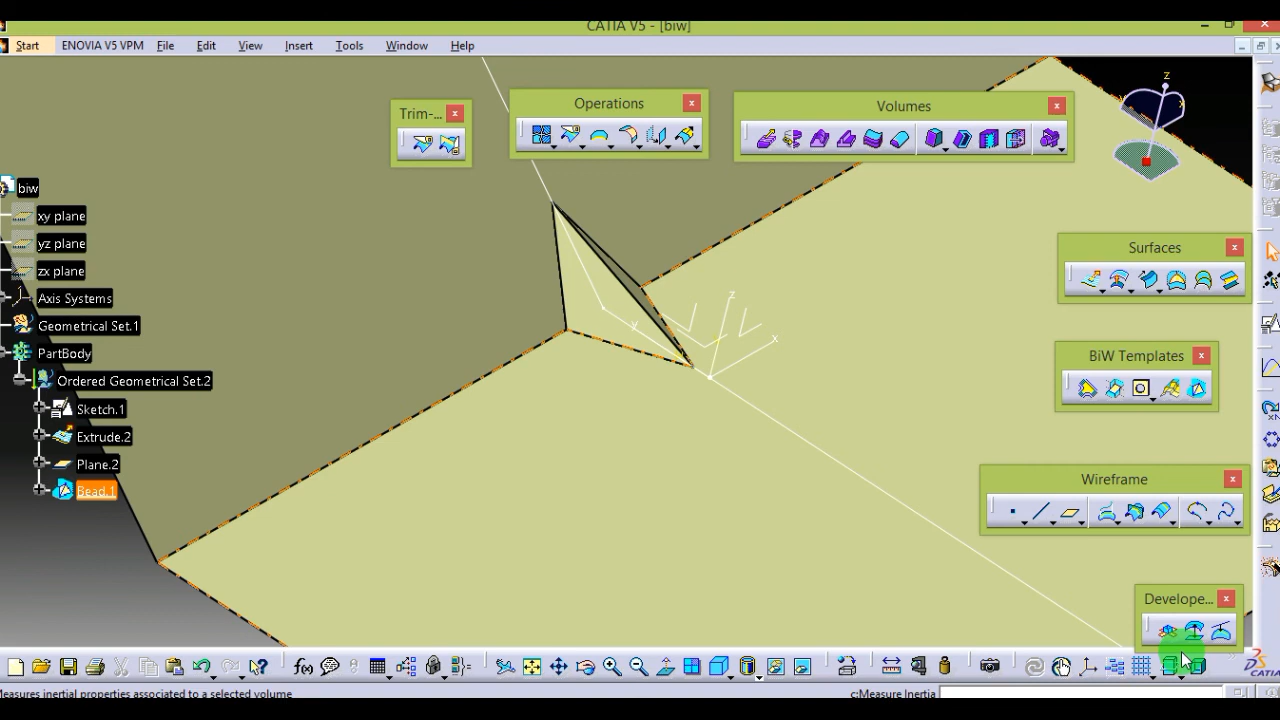 CATIA V5 - [biw]
Start ENOVIA V5 VPM File Edit View Insert Tools Window Help
Trim-...
Operations
Volumes
z
biw
xy plane
yz plane
zx plane
Axis Systems
Geometrical Set.1
PartBody
Ordered Geometrical Set.2
Sketch.1
Extrude.2
Plane.2
Bead.1
z
y
x
Surfaces
BiW Templates
Wireframe
Develope...
f(x)
CATIA
Measures inertial properties associated to a selected volume
c:Measure Inertia